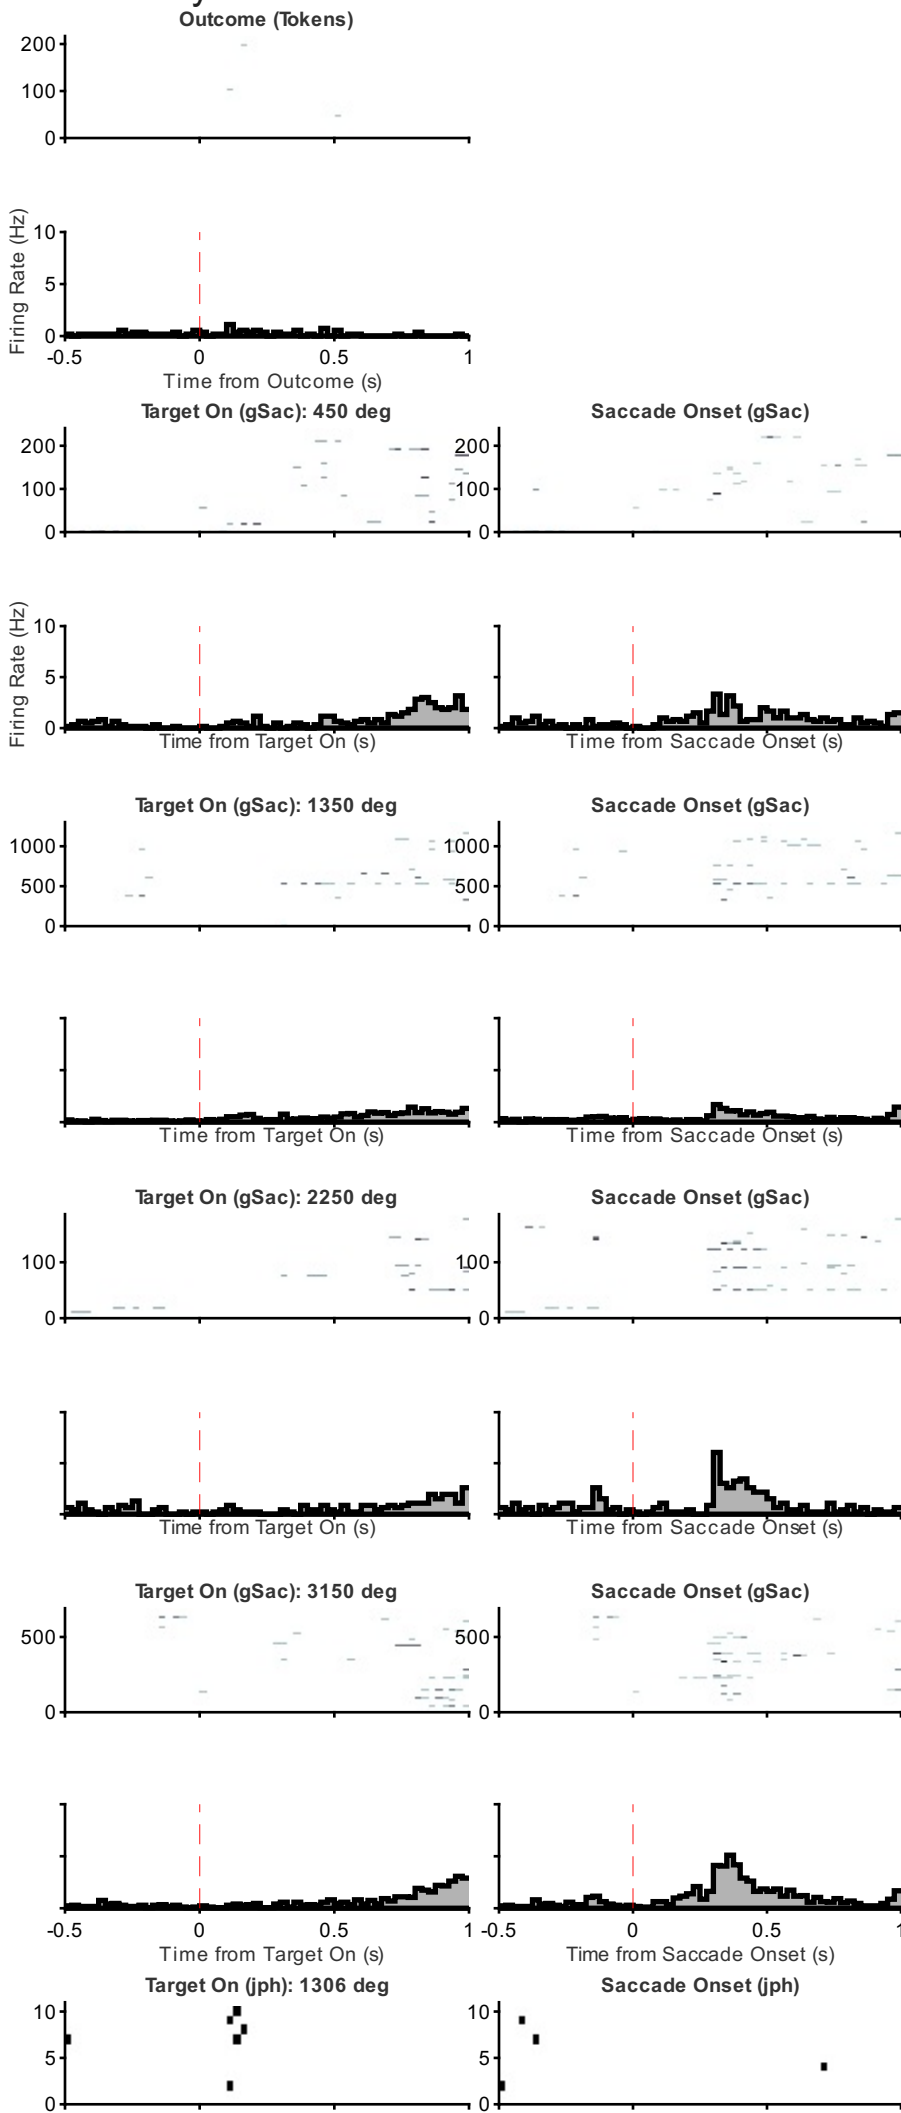 Outcome (Tokens)
200
100
0
Firing Rate (Hz)
10
5
0
-0.5 0 0.5 1
Time from Outcome (s)
Target On (gSac): 450 deg Saccade Onset (gSac)
200 200
100 100
0 0
Firing Rate (Hz)
10
5
0
Time from Target On (s) Time from Saccade Onset (s)
Target On (gSac): 1350 deg Saccade Onset (gSac)
1000 1000
500 500
0 0
Time from Target On (s) Time from Saccade Onset (s)
Target On (gSac): 2250 deg Saccade Onset (gSac)
100 100
0 0
Time from Target On (s) Time from Saccade Onset (s)
Target On (gSac): 3150 deg Saccade Onset (gSac)
500 500
0 0
-0.5 0 0.5 1 -0.5 0 0.5 1
Time from Target On (s) Time from Saccade Onset (s)
Target On (jph): 1306 deg Saccade Onset (jph)
10 10
5 5
0 0